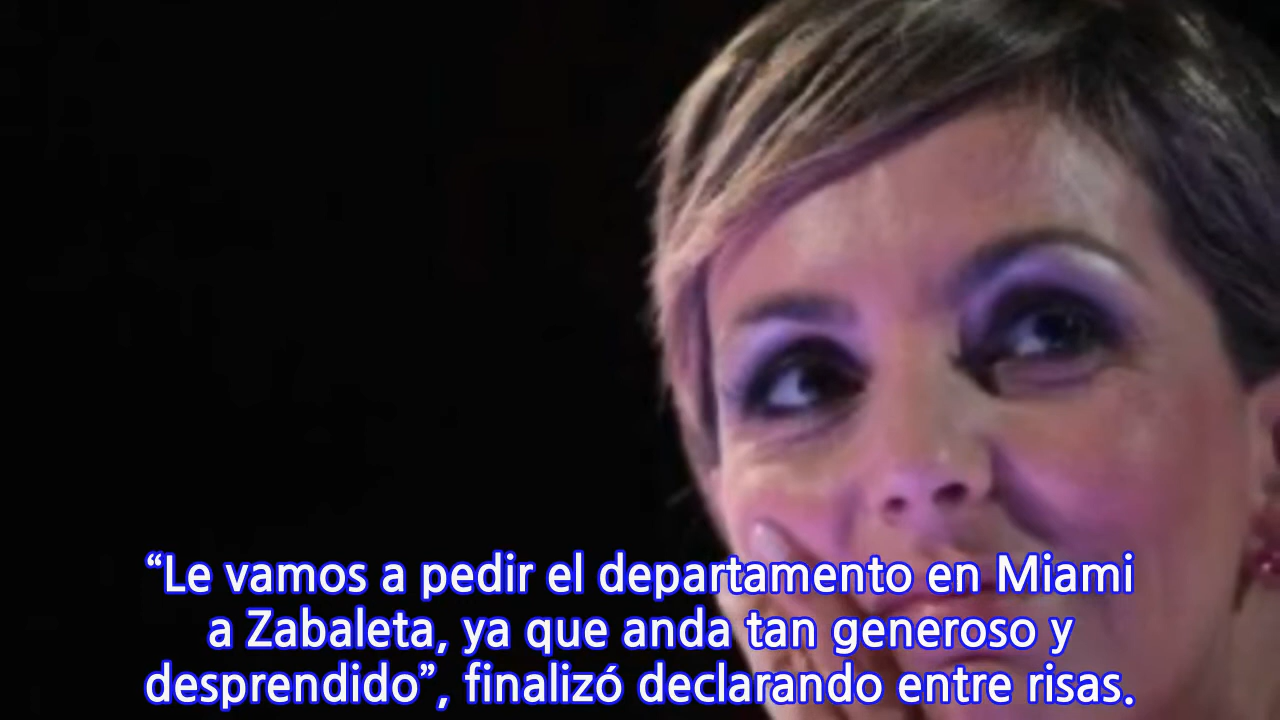 “Le vamos a pedir el departamento en Miami
a Zabaleta, ya que anda tan generoso y
desprendido”, finalizó declarando entre risas.